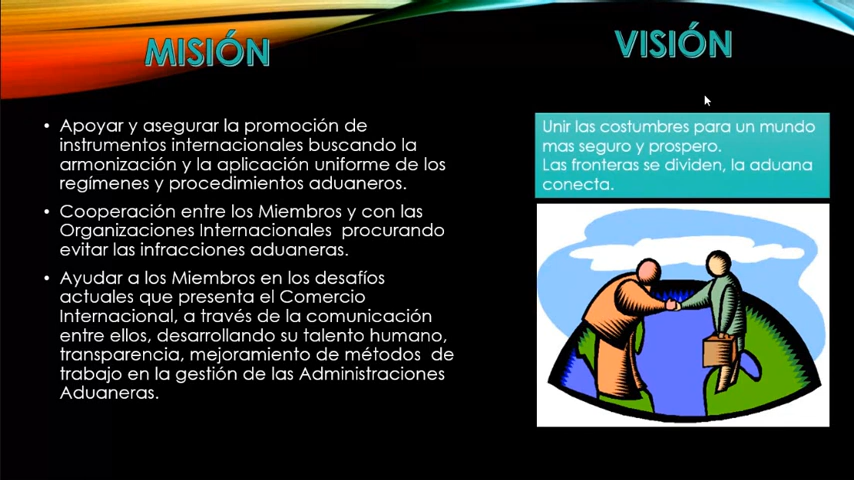 MISIÓN
• Apoyar y asegurar la promoción de
instrumentos internacionales buscando la
armonización y la aplicación uniforme de los
regímenes y procedimientos aduaneros.
• Cooperación entre los Miembros y con las
Organizaciones Internacionales procurando
evitar las infracciones aduaneras.
• Ayudar a los Miembros en los desafíos
actuales que presenta el Comercio
Internacional, a través de la comunicación
entre ellos, desarrollando su talento humano,
transparencia, mejoramiento de métodos de
trabajo en la gestión de las Administraciones
Aduaneras.
VISIÓN
Unir las costumbres para un mundo
mas seguro y prospero.
Las fronteras se dividen, la aduana
conecta.